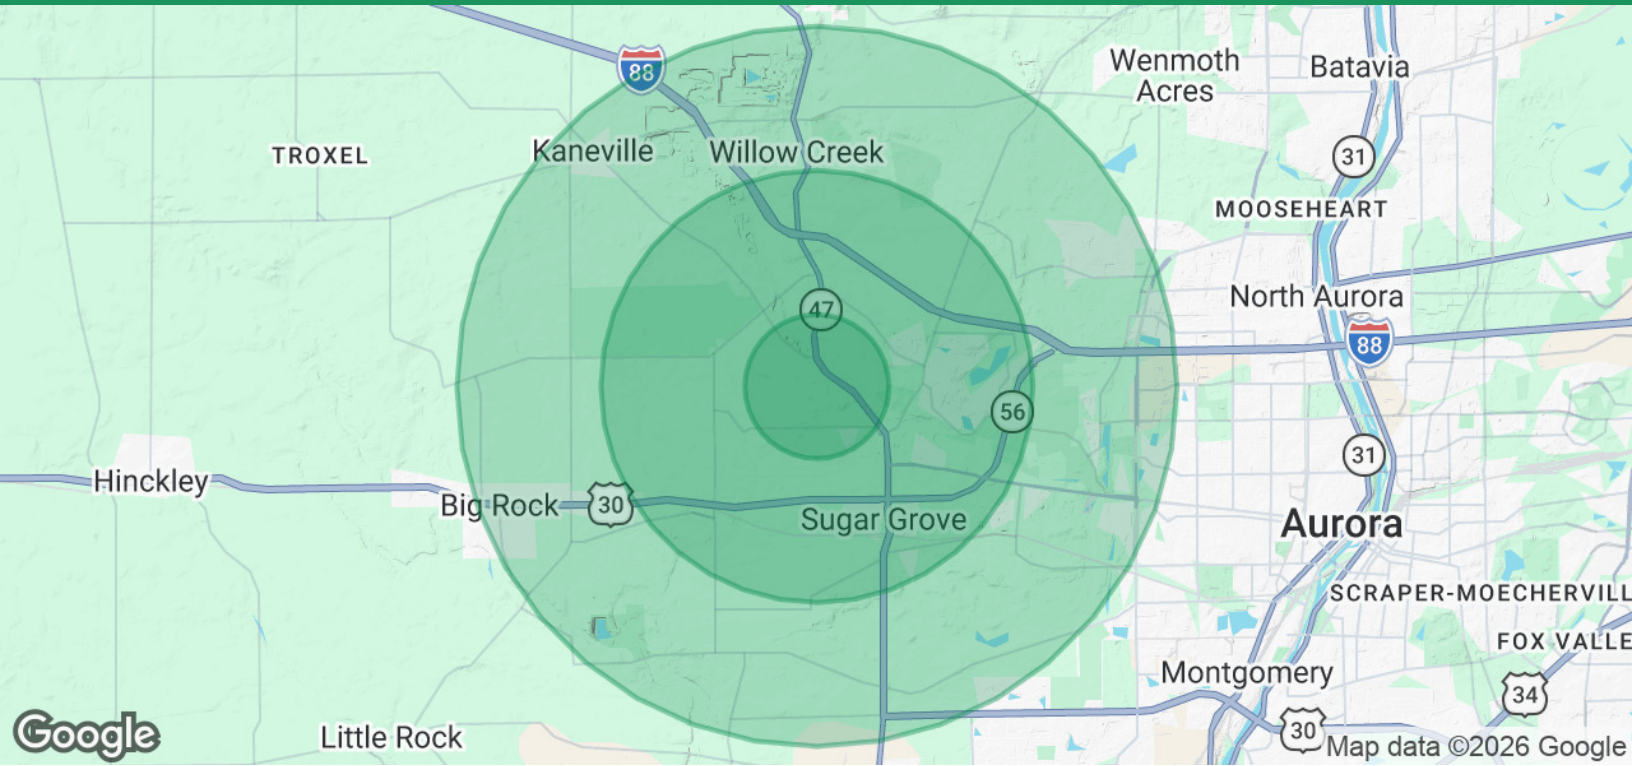 88
Wenmoth
Acres
Batavia
TROXEL
Kaneville
Willow Creek
31
MOOSEHEART
47
North Aurora
88
56
31
Hinckley
Big Rock
30
Sugar Grove
Aurora
SCRAPER-MOECHERVILL
FOX VALLE
Montgomery
34
Google
Little Rock
30
Map data ©2026 Google